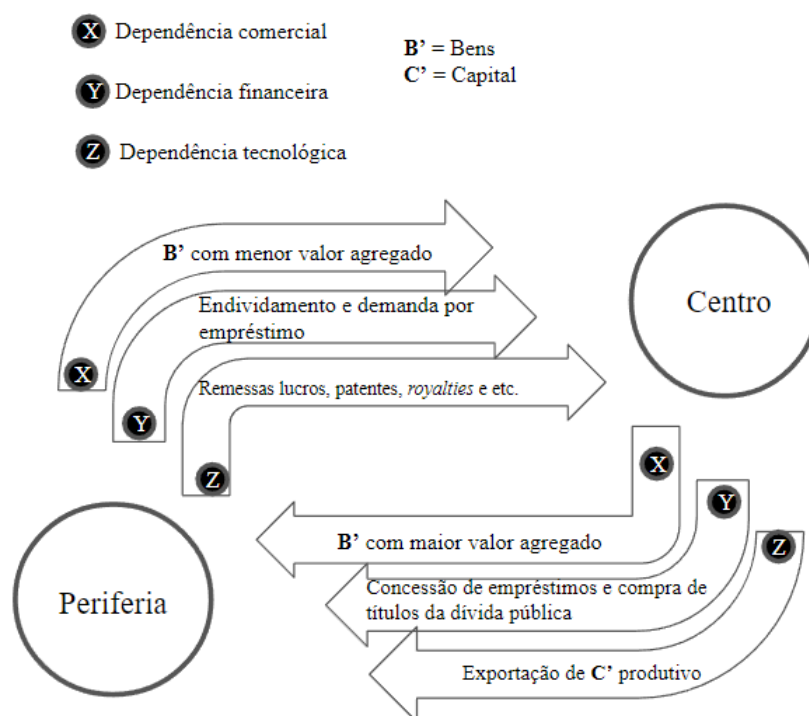 X Dependência comercial
B’ = Bens
C’ = Capital
Y Dependência financeira
Z Dependência tecnológica
B’ com menor valor agregado
Centro
Endividamento e demanda por
empréstimo
X
Remessas lucros, patentes, royalties e etc.
Y
Z
X
Y
B’ com maior valor agregado
Z
Periferia
Concessão de empréstimos e compra de
títulos da dívida pública
Exportação de C’ produtivo